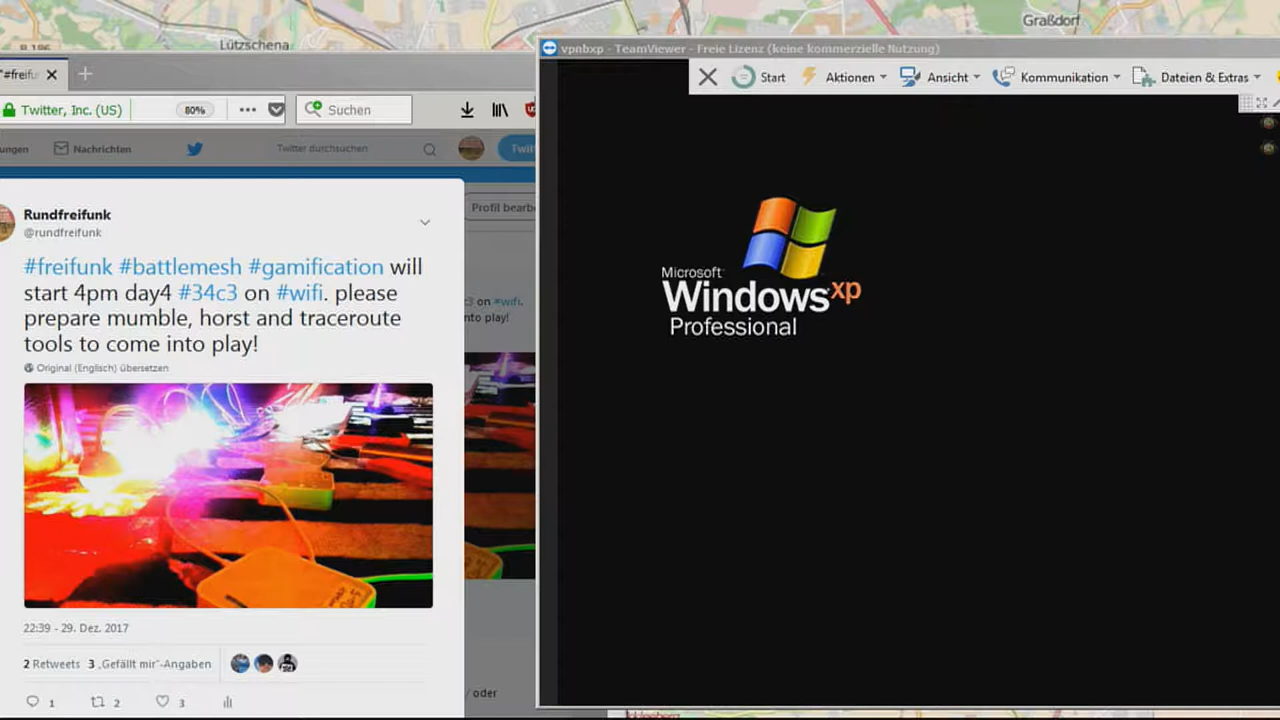 Graßdorf
Lützschena
vpnbxp - TeamViewer - Freie Lizenz (keine kommerzielle Nutzung)
"#freifu
Start
Aktionen
Ansicht
Kommunikation
Dateien & Extras
Twitter, Inc. (US)
80%
Suchen
ungen
Nachrichten
Twitter durchsuchen
Twit
Rundfreifunk
@rundfreifunk
Profil bearb
#freifunk #battlemesh #gamification will
start 4pm day4 #34c3 on #wifi. please
prepare mumble, horst and traceroute
tools to come into play!
c3 on #wifi.
nto play!
Original (Englisch) übersetzen
Microsoft
Windows xp
Professional
22:39 - 29. Dez. 2017
2 Retweets 3 „Gefällt mir“-Angaben
1
2
3
/ oder